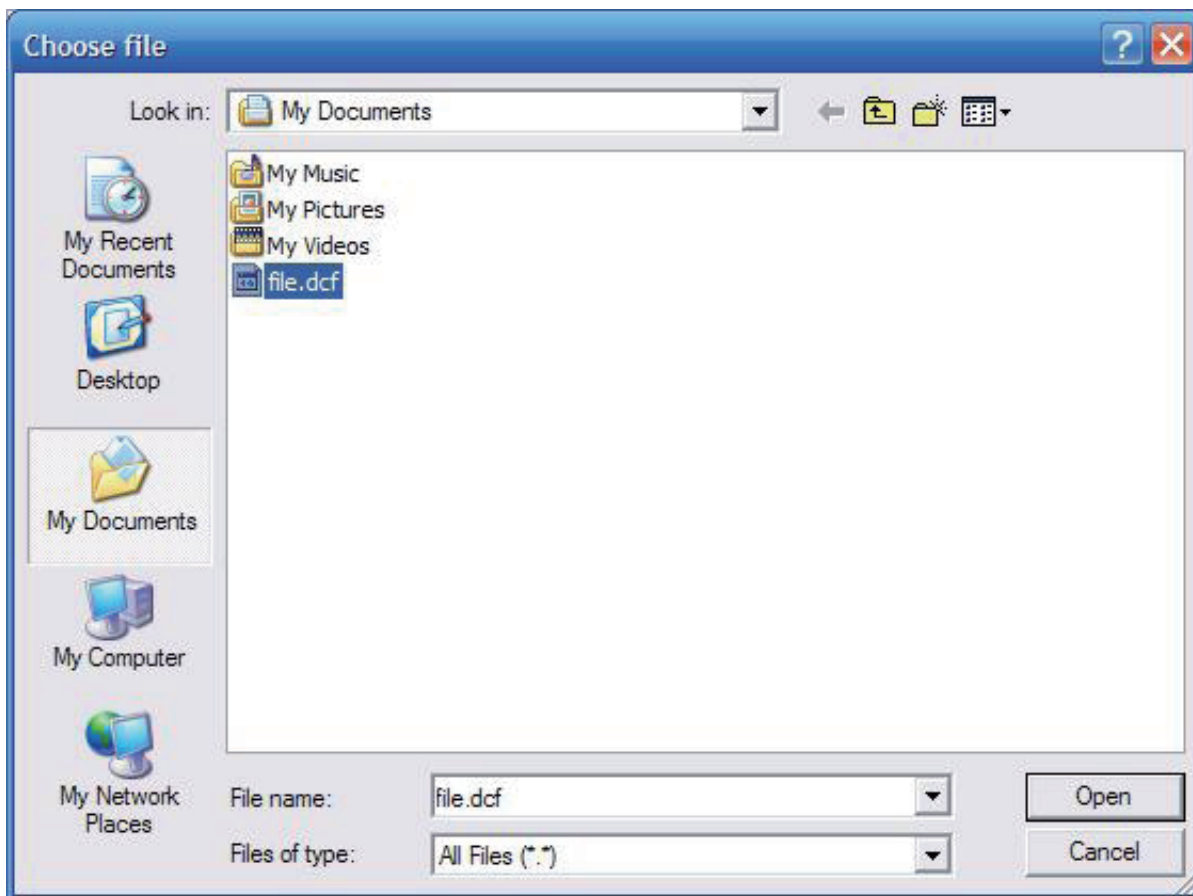 Choose file
Look in: My Documents
My Music
My Pictures
My Videos
file.dcf
My Recent
Documents
Desktop
My Documents
My Computer
My Network
Places
File name: file.dcf Open
Files of type: All Files (*.*) Cancel